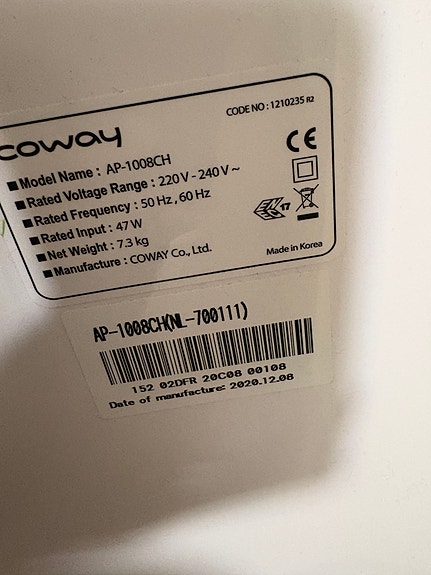 coway
CODE NO : 1210235 R2
■ Model Name : AP-1008CH
■ Rated Voltage Range : 220 V - 240 V ~
■ Rated Frequency : 50 Hz , 60 Hz
■ Rated Input : 47 W
■ Net Weight : 7.3 kg
■ Manufacture : COWAY Co., Ltd.
CE
17
Made in Korea
AP-1008CH(NL-700111)
152 02DFR 20C08 00108
Date of manufacture: 2020.12.08